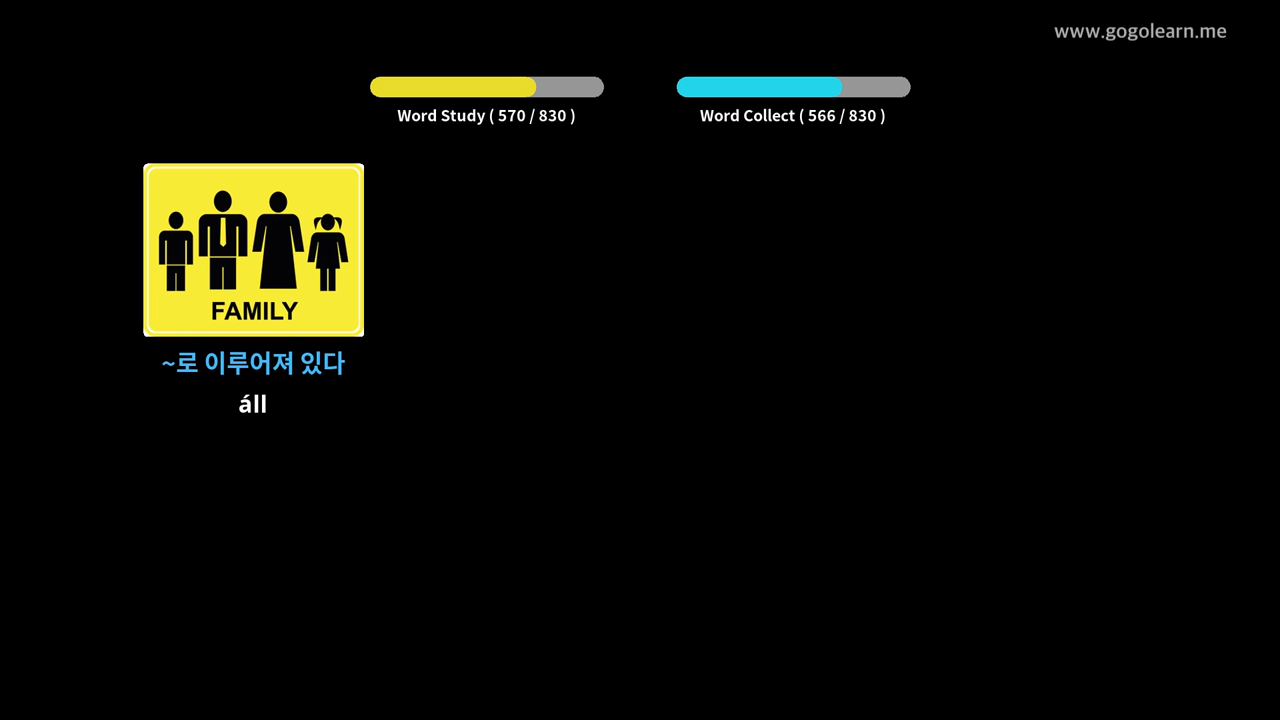 www.gogolearn.me
Word Study ( 570 / 830 )
Word Collect ( 566 / 830 )
FAMILY
~로 이루어져 있다
áll